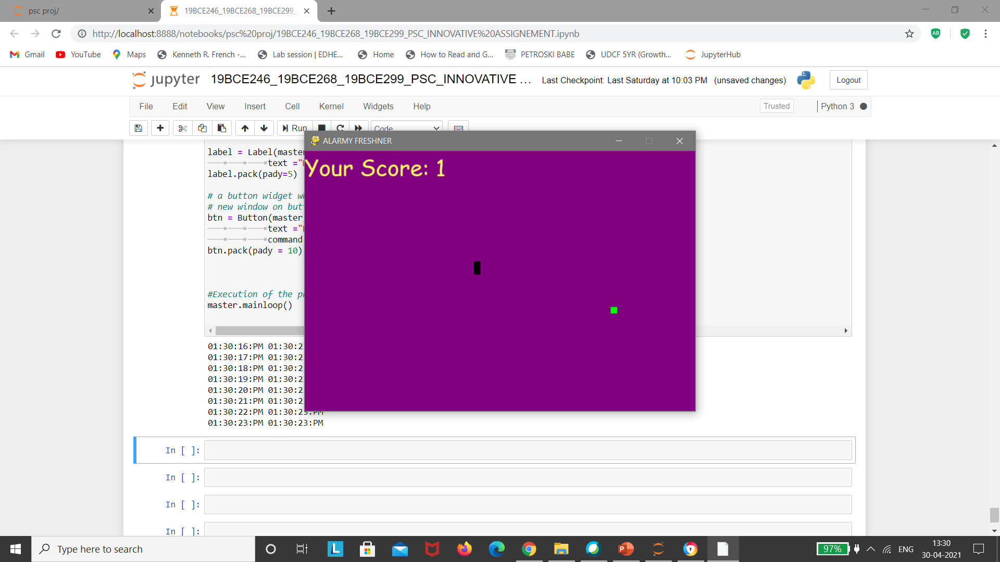 psc proj/
19BCE246_19BCE268_19BCE299_
http://localhost:8888/notebooks/psc%20proj/19BCE246_19BCE268_19BCE299_PSC_INNOVATIVE%20ASSIGNEMENT.ipynb
Gmail YouTube Maps Kenneth R. French -... Lab session | EDHE... Home How to Read and G... PETROSKI BABE UDCF 5YR (Growth... JupyterHub
jupyter 19BCE246_19BCE268_19BCE299_PSC_INNOVATIVE ... Last Checkpoint: Last Saturday at 10:03 PM (unsaved changes) Logout
File Edit View Insert Cell Kernel Widgets Help Trusted Python 3
Run Code
ALARMY FRESHNER
Your Score: 1
label = Label(master
text ="
label.pack(pady=5)
# a button widget
# new window on
btn = Button(master
text ="
command
btn.pack(pady = 10)
#Execution of the
master.mainloop()
01:30:16:PM 01:30:2
01:30:17:PM 01:30:2
01:30:18:PM 01:30:2
01:30:19:PM 01:30:2
01:30:20:PM 01:30:2
01:30:21:PM 01:30:2
01:30:22:PM 01:30:23:PM
01:30:23:PM 01:30:23:PM
In [ ]:
In [ ]:
In [ ]:
In [ ]:
Type here to search
97% ENG
13:30
30-04-2021